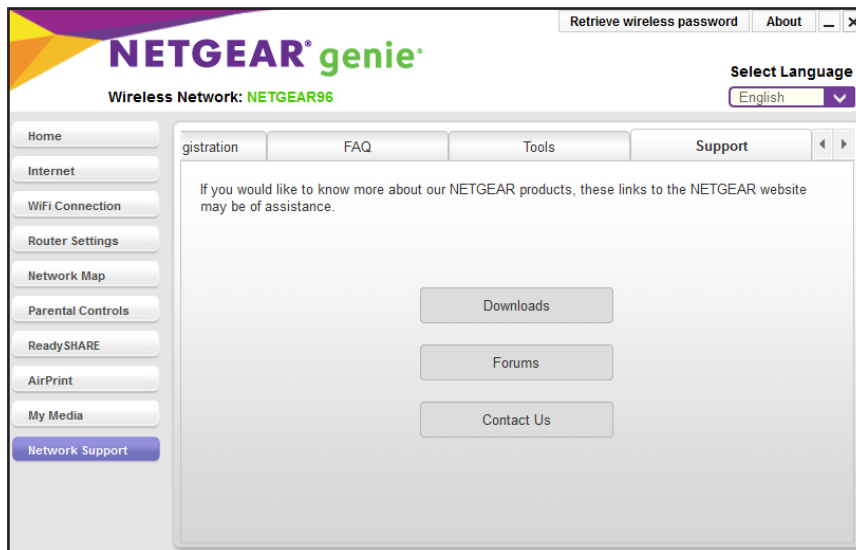 Retrieve wireless password
About
NETGEAR® genie®
Select Language
Wireless Network: NETGEAR96
English
Home
Internet
WiFi Connection
Router Settings
Network Map
Parental Controls
ReadySHARE
AirPrint
My Media
Network Support
gistration
FAQ
Tools
Support
If you would like to know more about our NETGEAR products, these links to the NETGEAR website
may be of assistance.
Downloads
Forums
Contact Us